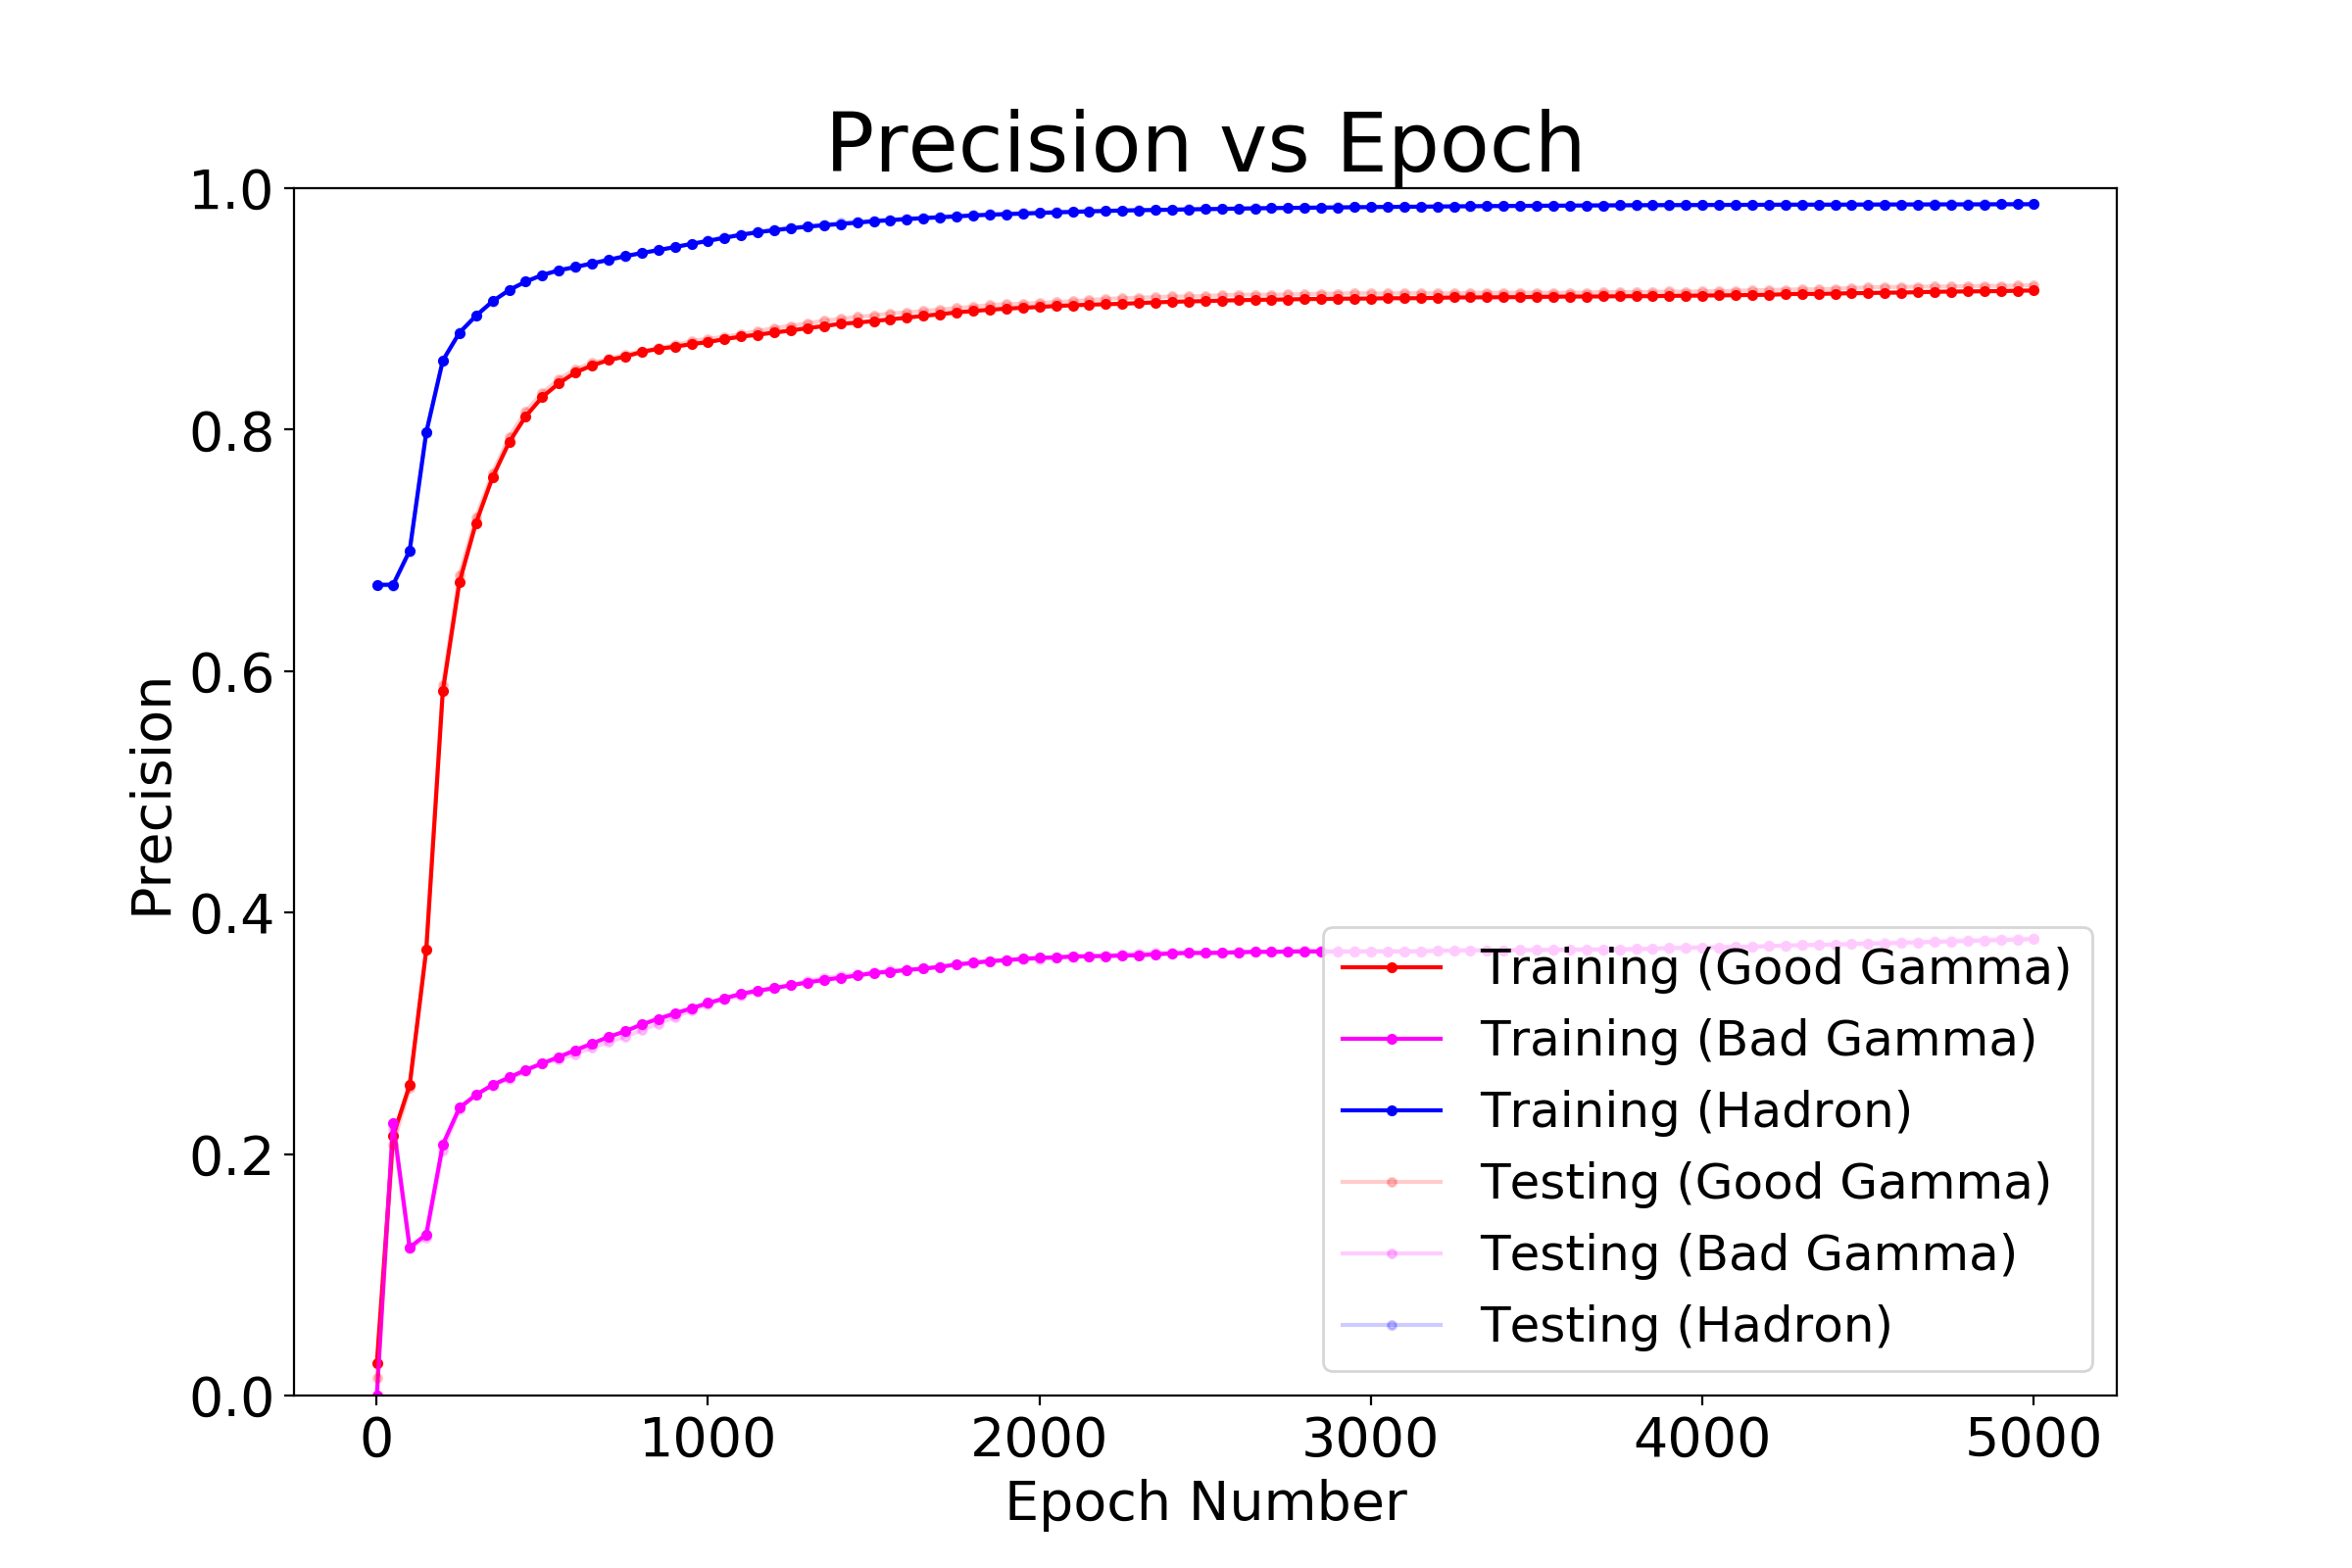 Precision vs Epoch
1.0
0.8
0.6
0.4
0.2
0.0
Precision
Training (Good Gamma)
Training (Bad Gamma)
Training (Hadron)
Testing (Good Gamma)
Testing (Bad Gamma)
Testing (Hadron)
0 1000 2000 3000 4000 5000
Epoch Number